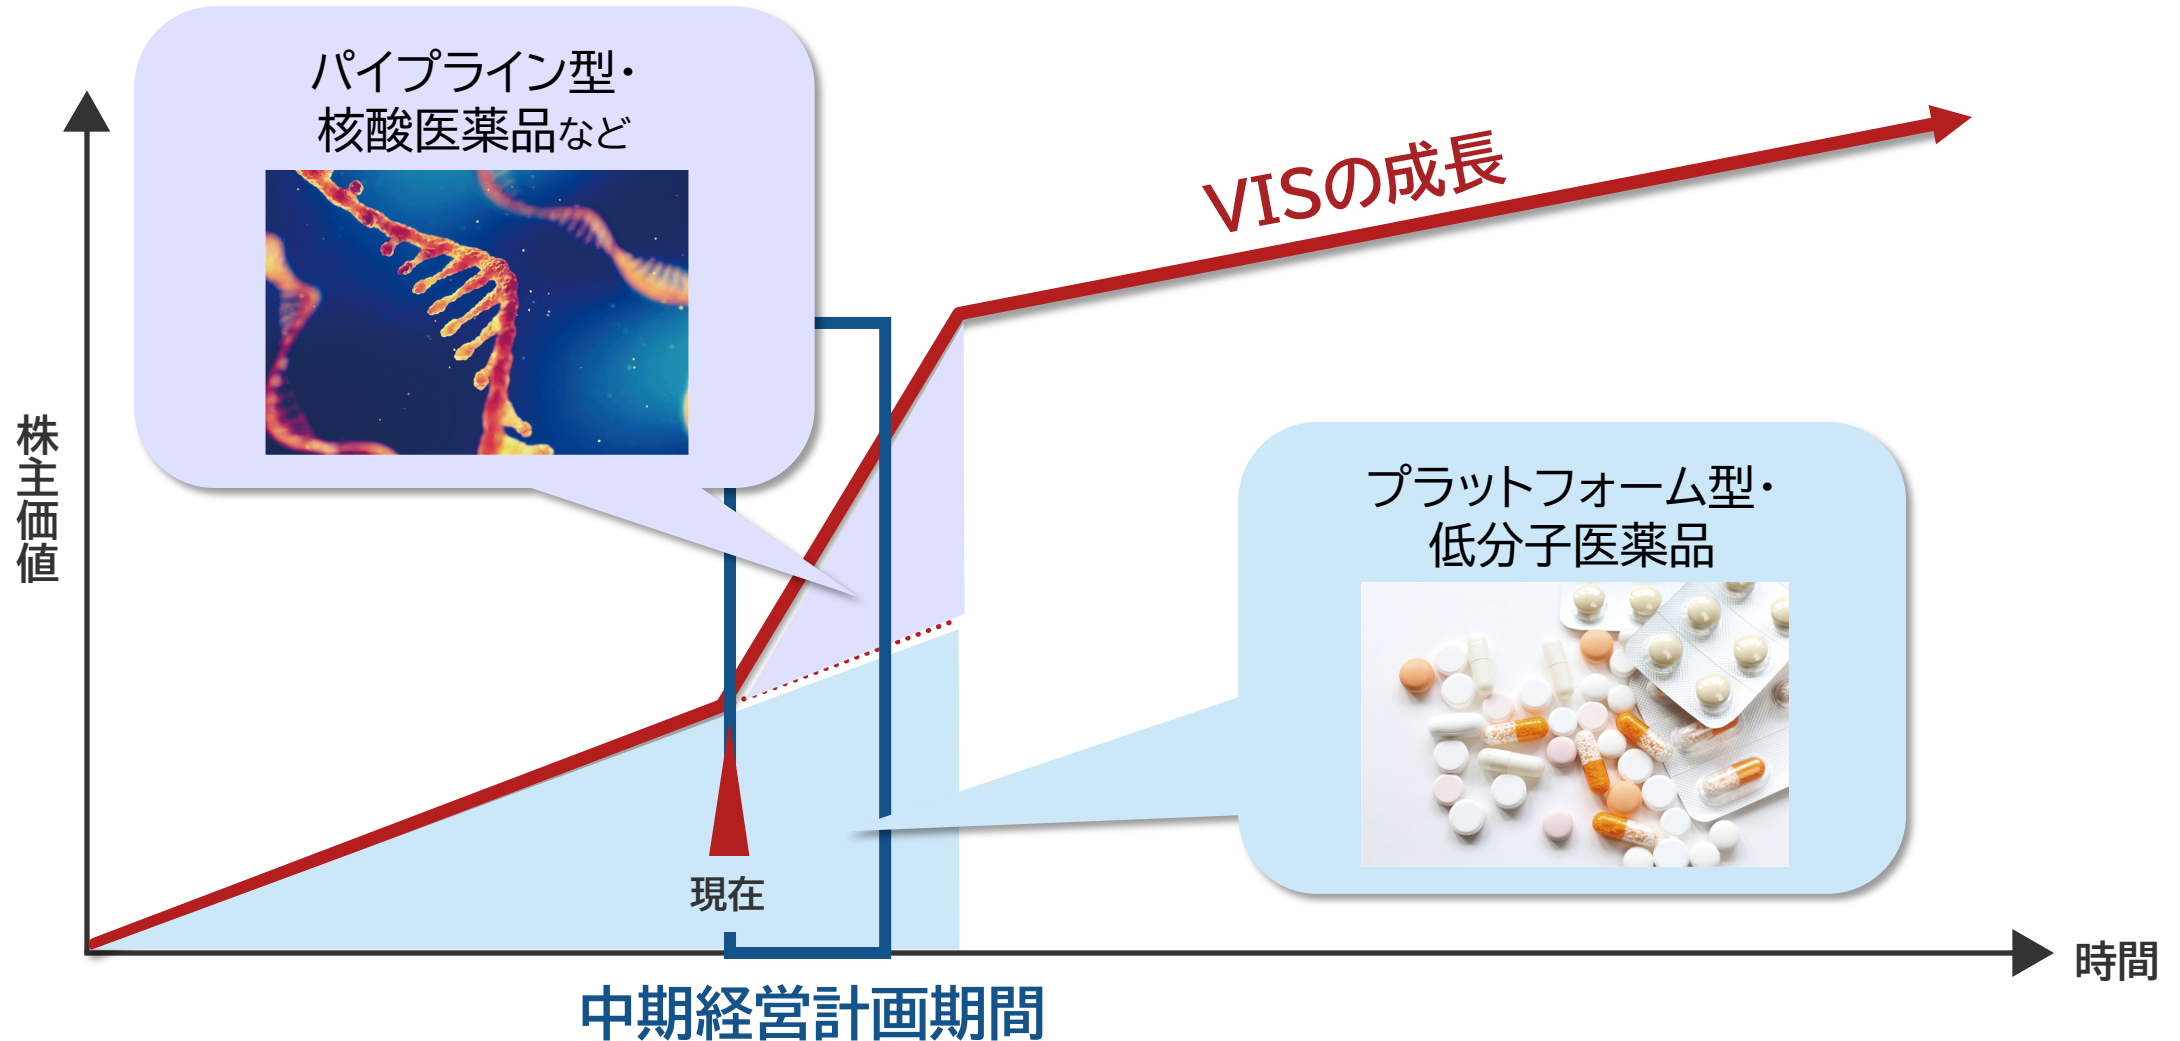 パイプライン型・
核酸医薬品など
VISの成長
株主価値
プラットフォーム型・
低分子医薬品
現在
時間
中期経営計画期間